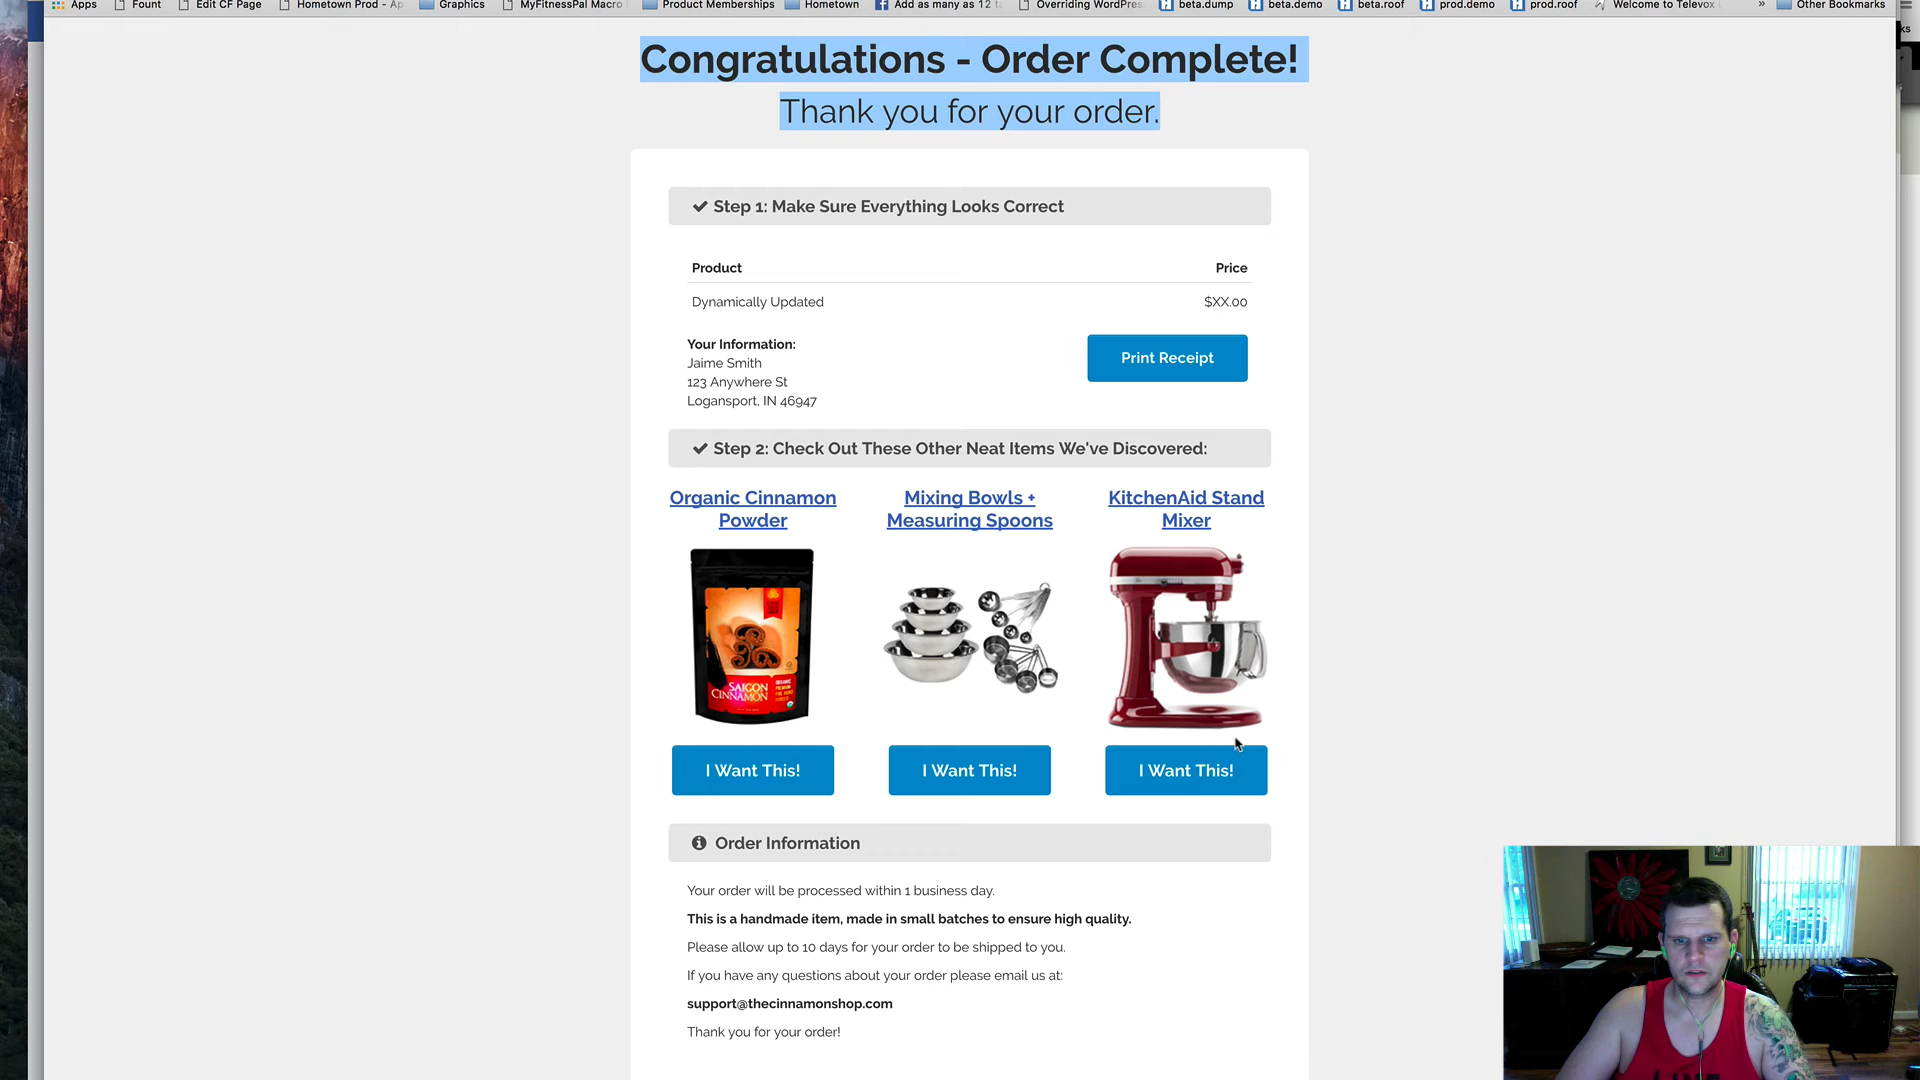 Apps Fount Edit CF Page Hometown Prod - Ap Graphics MyFitnessPal Macro Product Memberships Hometown Add as many as 12 Overriding WordPres beta.dump beta.demo beta.roof prod.demo prod.roof Welcome to Televox » Other Bookmarks
Congratulations - Order Complete!
Thank you for your order.
Step 1: Make Sure Everything Looks Correct
Product Price
Dynamically Updated $XX.00
Your Information:
Jaime Smith
123 Anywhere St
Logansport, IN 46947
Print Receipt
Step 2: Check Out These Other Neat Items We've Discovered:
Organic Cinnamon Powder
Mixing Bowls + Measuring Spoons
KitchenAid Stand Mixer
SAIGON
CINNAMON
I Want This! I Want This! I Want This!
Order Information
Your order will be processed within 1 business day.
This is a handmade item, made in small batches to ensure high quality.
Please allow up to 10 days for your order to be shipped to you.
If you have any questions about your order please email us at:
support@thecinnamonshop.com
Thank you for your order!